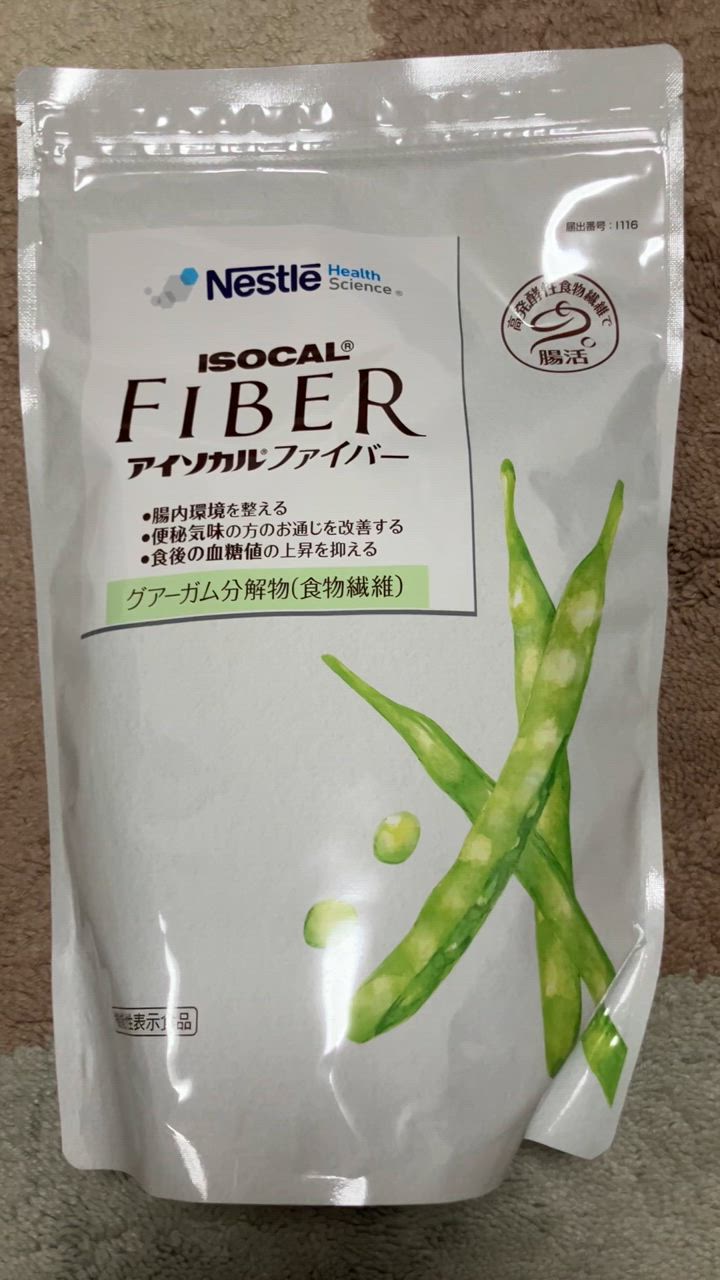 届出番号：I116
Nestlē Health Science®
高発酵性食物繊維で
腸活
ISOCAL®
FIBER
アイソカル®ファイバー
●腸内環境を整える
●便秘気味の方のお通じを改善する
●食後の血糖値の上昇を抑える
グアーガム分解物(食物繊維)
機能性表示食品